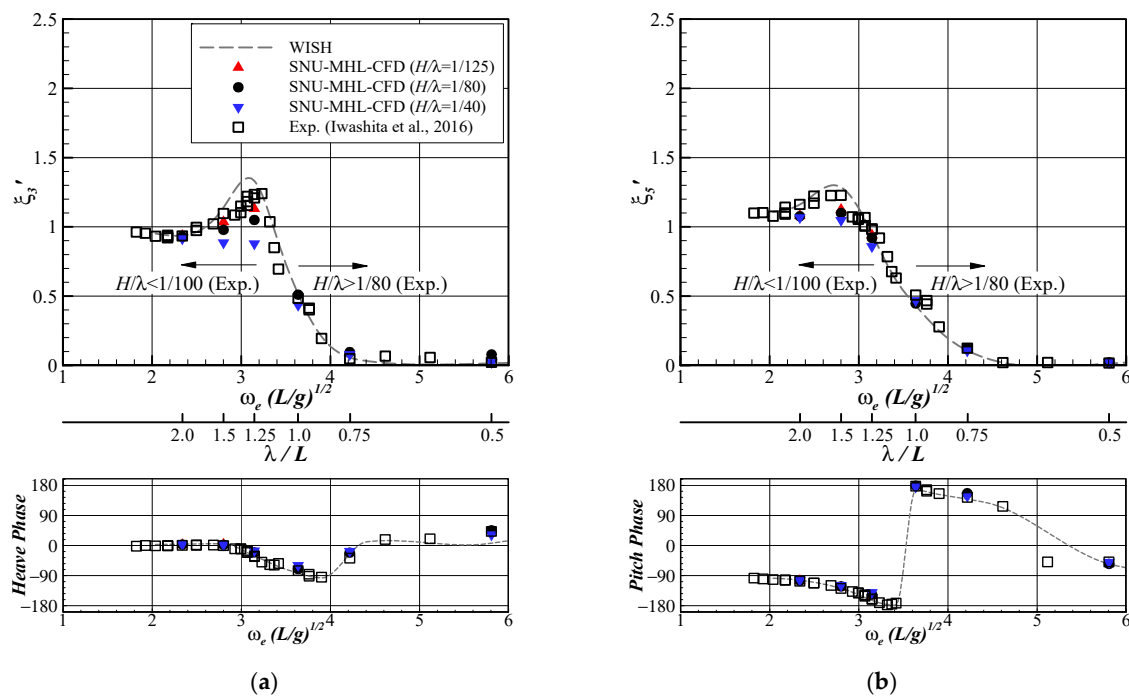 2.5
2
1.5
1
0.5
0
ξ3′
WISH
SNU-MHL-CFD (H/λ=1/125)
SNU-MHL-CFD (H/λ=1/80)
SNU-MHL-CFD (H/λ=1/40)
Exp. (Iwashita et al., 2016)
H/λ<1/100 (Exp.)
H/λ>1/80 (Exp.)
1 2 3 4 5 6
ωe (L/g)1/2
2.0 1.5 1.25 1.0 0.75 0.5
λ / L
180
90
0
−90
−180
Heave Phase
1 2 3 4 5 6
ωe (L/g)1/2
(a)
2.5
2
1.5
1
0.5
0
ξ5′
H/λ<1/100 (Exp.)
H/λ>1/80 (Exp.)
1 2 3 4 5 6
ωe (L/g)1/2
2.0 1.5 1.25 1.0 0.75 0.5
λ / L
180
90
0
−90
−180
Pitch Phase
1 2 3 4 5 6
ωe (L/g)1/2
(b)